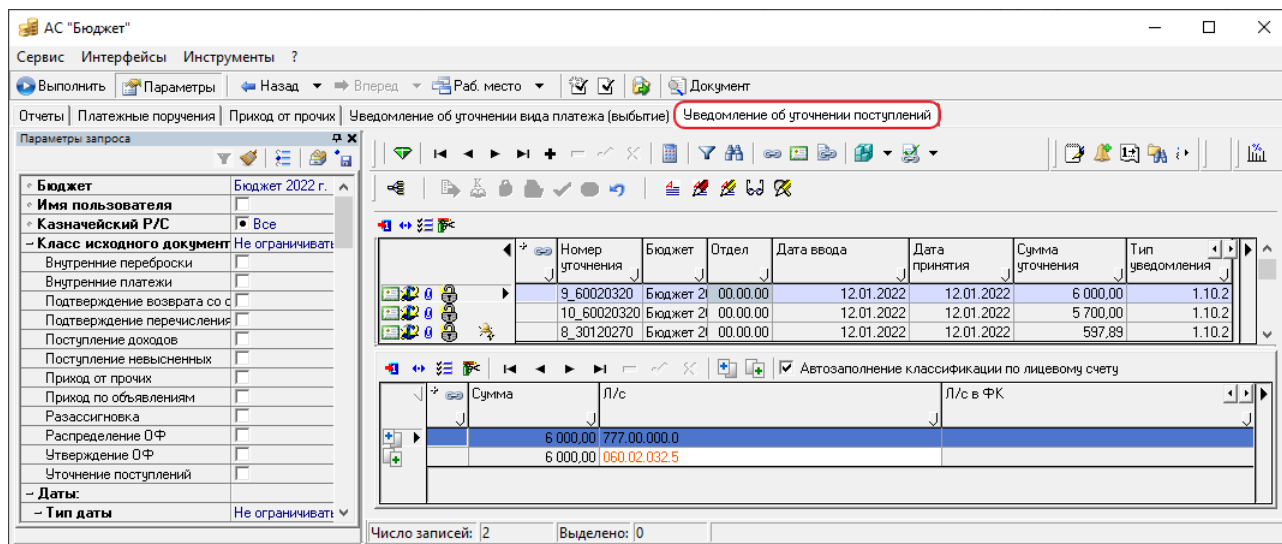 АС "Бюджет"
Сервис Интерфейсы Инструменты ?
Выполнить Параметры Назад Вперед Раб. место Документ
Отчеты Платежные поручения Приход от прочих Уведомление об уточнении вида платежа (выбытие) Уведомление об уточнении поступлений
Параметры запроса
Бюджет Бюджет 2022 г.
Имя пользователя
Казначейский Р/С Все
Класс исходного документ Не ограничивать
Внутренние переброски
Внутренние платежи
Подтверждение возврата со с
Подтверждение перечисления
Поступление доходов
Поступление невысненных
Приход от прочих
Приход по объявлениям
Разассигновка
Распределение ОФ
Утверждение ОФ
Уточнение поступлений
Даты:
Тип даты Не ограничивать
Номер уточнения Бюджет Отдел Дата ввода Дата принятия Сумма уточнения Тип уведомления
9_60020320 Бюджет 20 00.00.00 12.01.2022 12.01.2022 6 000,00 1.10.2
10_60020320 Бюджет 20 00.00.00 12.01.2022 12.01.2022 5 700,00 1.10.2
8_30120270 Бюджет 20 00.00.00 12.01.2022 12.01.2022 597,89 1.10.2
Автозаполнение классификации по лицевому счету
Сумма Л/с Л/с в ФК
6 000,00 777.00.000.0
6 000,00 060.02.032.5
Число записей: 2 Выделено: 0